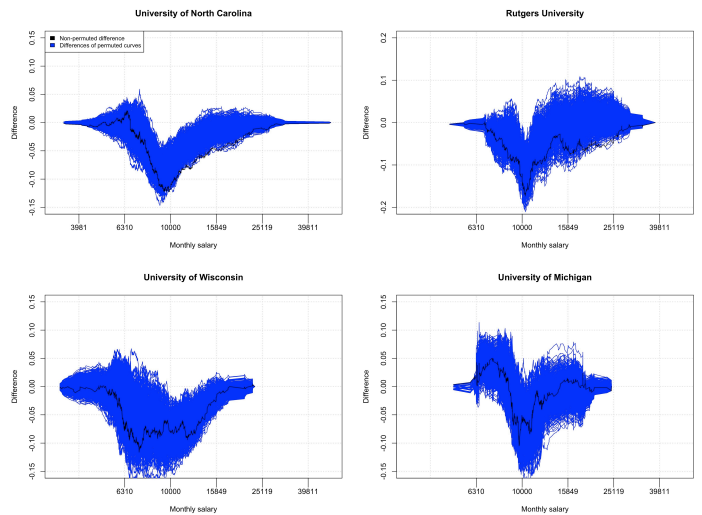 University of North Carolina
Non-permuted difference
Differences of permuted curves
0.15
0.10
0.05
0.00
-0.05
-0.10
-0.15
Difference
3981 6310 10000 15849 25119 39811
Monthly salary
Rutgers University
0.2
0.1
0.0
-0.1
-0.2
Difference
6310 10000 15849 25119 39811
Monthly salary
University of Wisconsin
0.15
0.10
0.05
0.00
-0.05
-0.10
-0.15
Difference
6310 10000 15849 25119 39811
Monthly salary
University of Michigan
0.15
0.10
0.05
0.00
-0.05
-0.10
-0.15
Difference
6310 10000 15849 25119 39811
Monthly salary